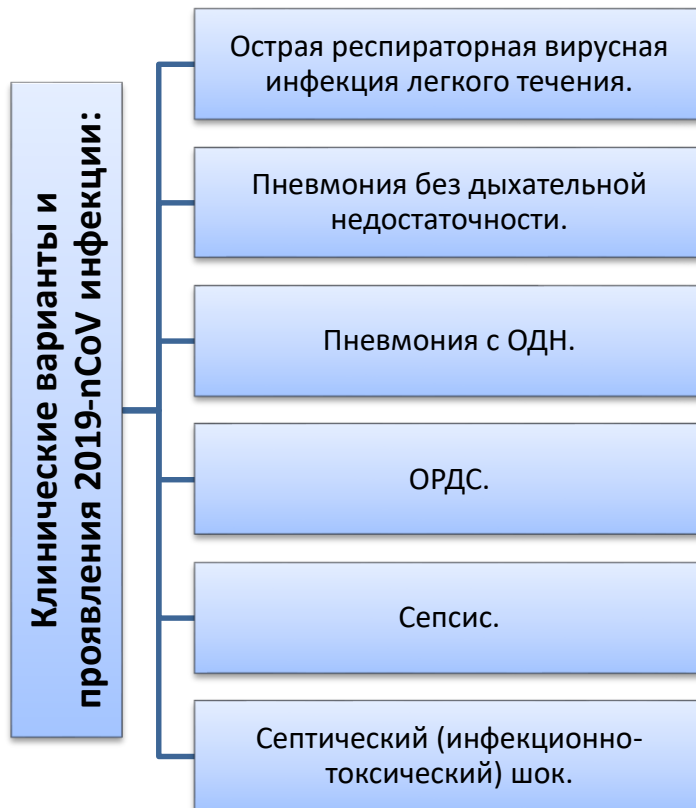 Клинические варианты и
проявления 2019-nCoV инфекции:
Острая респираторная вирусная
инфекция легкого течения.
Пневмония без дыхательной
недостаточности.
Пневмония с ОДН.
ОРДС.
Сепсис.
Септический (инфекционно-
токсический) шок.